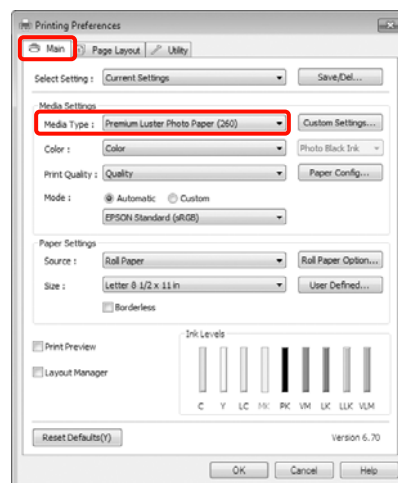 Printing Preferences
Main Page Layout Utility
Select Setting : Current Settings Save/Del...
Media Settings
Media Type : Premium Luster Photo Paper (260) Custom Settings...
Color : Color Photo Black Ink
Print Quality : Quality Paper Config...
Mode : Automatic Custom
EPSON Standard (sRGB)
Paper Settings
Source : Roll Paper Roll Paper Option...
Size : Letter 8 1/2 x 11 in User Defined...
Borderless
Ink Levels
Print Preview
Layout Manager
C Y LC MK PK VM LK LLK VLM
Reset Defaults(Y) Version 6.70
OK Cancel Help